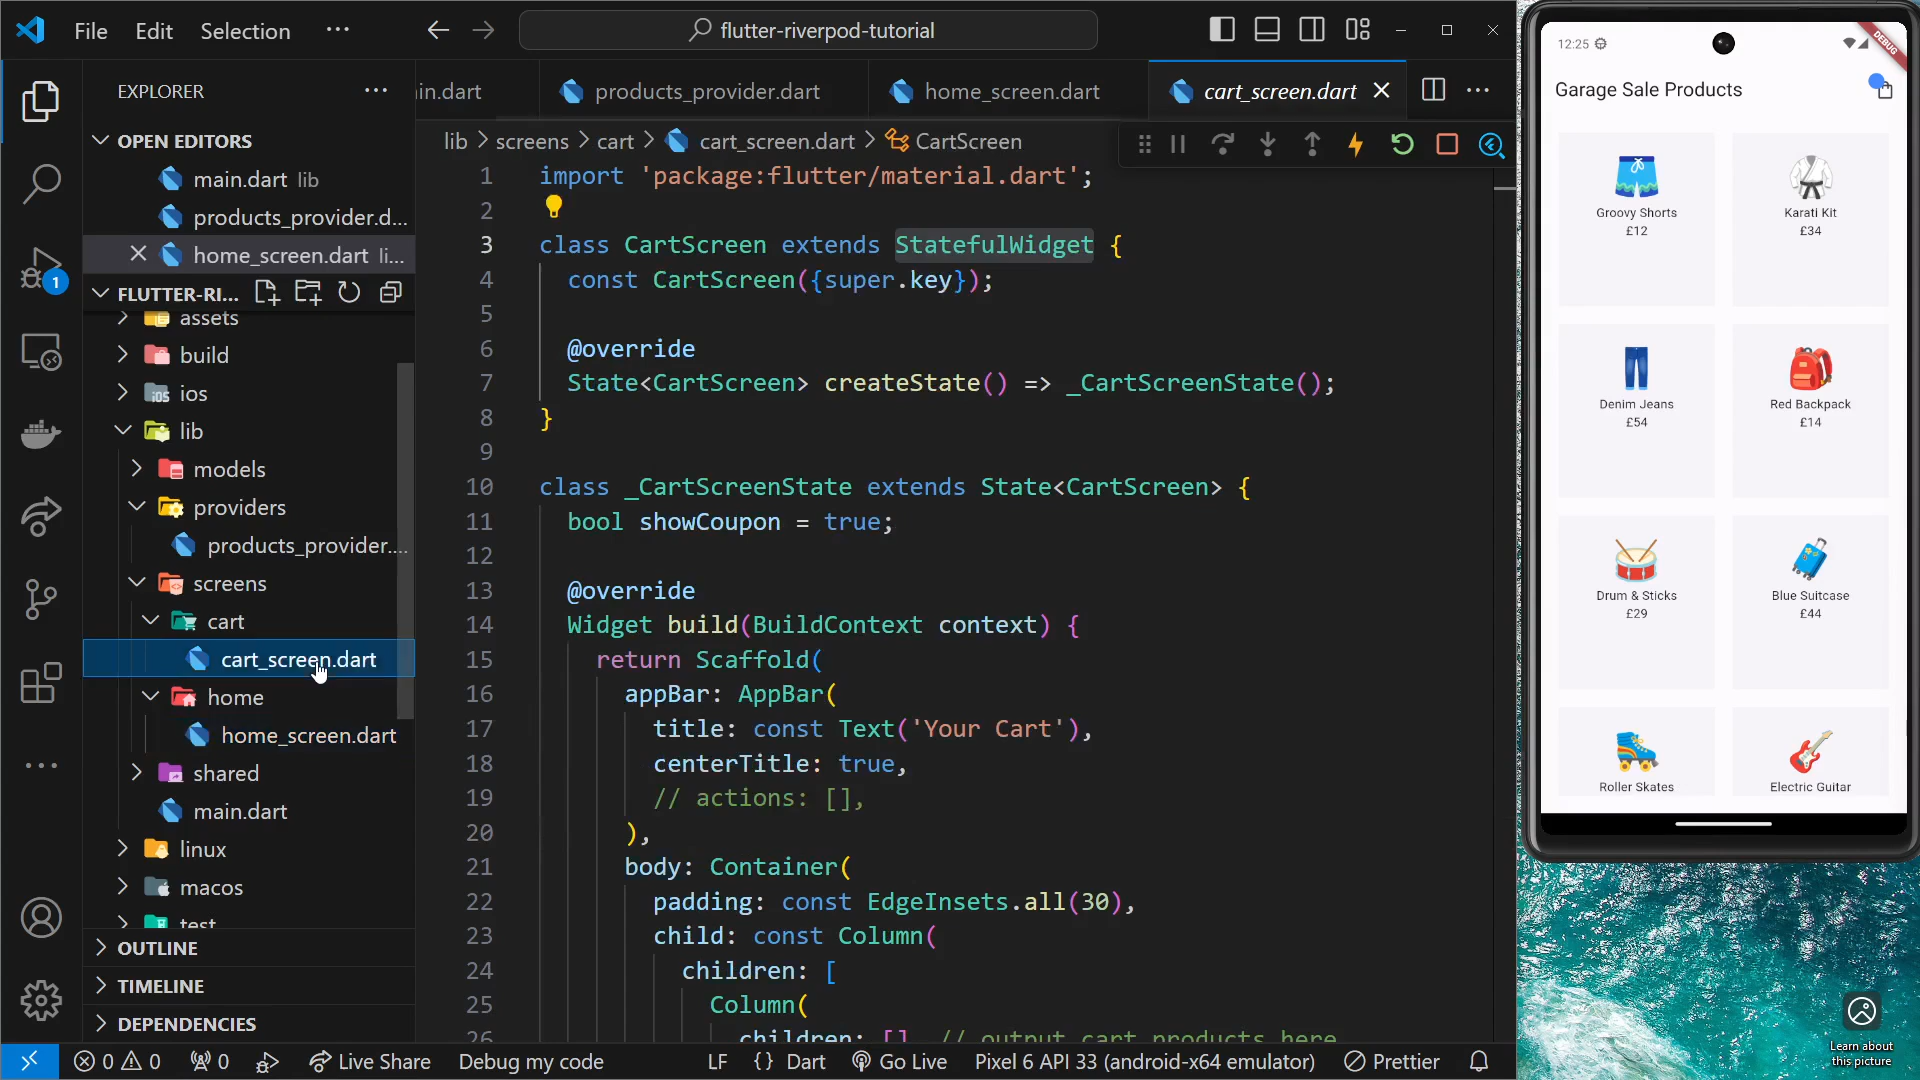 File Edit Selection ···
flutter-riverpod-tutorial
EXPLORER
OPEN EDITORS
main.dart lib
products_provider.d...
home_screen.dart li...
FLUTTER-RI...
assets
build
ios
lib
models
providers
products_provider....
screens
cart
cart_screen.dart
home
home_screen.dart
shared
main.dart
linux
macos
test
OUTLINE
TIMELINE
DEPENDENCIES
1
in.dart
products_provider.dart
home_screen.dart
cart_screen.dart
lib > screens > cart > cart_screen.dart > CartScreen
1 import 'package:flutter/material.dart';
2
3 class CartScreen extends StatefulWidget {
4 const CartScreen({super.key});
5
6 @override
7 State<CartScreen> createState() => _CartScreenState();
8 }
9
10 class _CartScreenState extends State<CartScreen> {
11 bool showCoupon = true;
12
13 @override
14 Widget build(BuildContext context) {
15 return Scaffold(
16 appBar: AppBar(
17 title: const Text('Your Cart'),
18 centerTitle: true,
19 // actions: [],
20 ),
21 body: Container(
22 padding: const EdgeInsets.all(30),
23 child: const Column(
24 children: [
25 Column(
26 children: [], // output cart products here
0 0 0 Live Share Debug my code LF {} Dart Go Live Pixel 6 API 33 (android-x64 emulator) Prettier
12:25
DEBUG
Garage Sale Products
Groovy Shorts
£12
Karati Kit
£34
Denim Jeans
£54
Red Backpack
£14
Drum & Sticks
£29
Blue Suitcase
£44
Roller Skates
Electric Guitar
Learn about
this picture